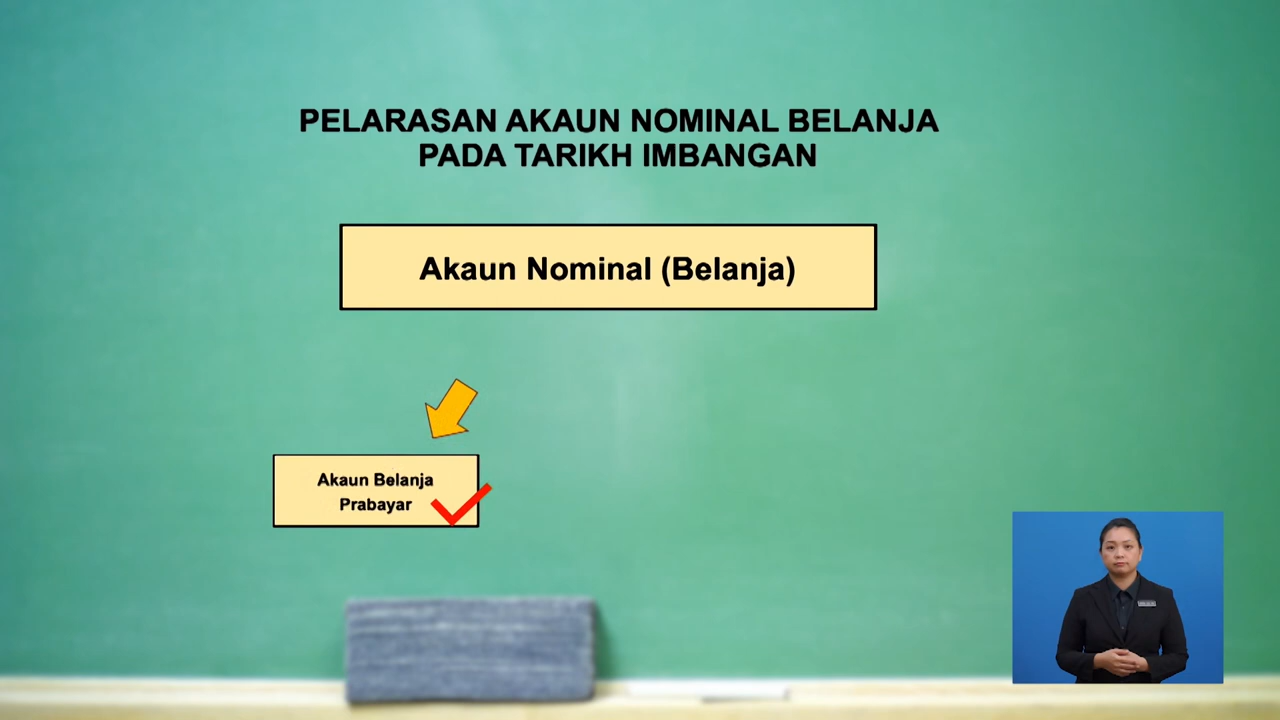 PELARASAN AKAUN NOMINAL BELANJA
PADA TARIKH IMBANGAN
Akaun Nominal (Belanja)
Akaun Belanja
Prabayar